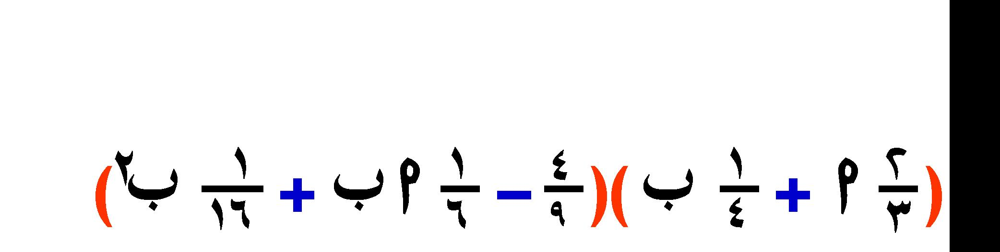 (٢/٣ م + ١/٤ ب)(٤/٩ − ١/٦ م ب + ١/١٦ ب٢)